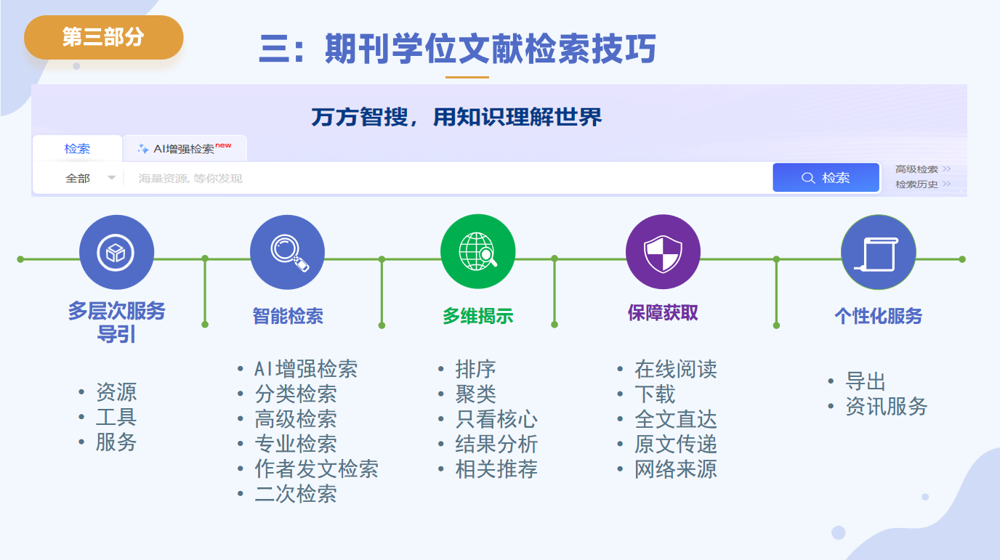 第三部分
三：期刊学位文献检索技巧
万方智搜，用知识理解世界
检索
AI增强检索new
全部
海量资源, 等你发现
检索
高级检索 >>
检索历史 >>
多层次服务
导引
• 资源
• 工具
• 服务
智能检索
• AI增强检索
• 分类检索
• 高级检索
• 专业检索
• 作者发文检索
• 二次检索
多维揭示
• 排序
• 聚类
• 只看核心
• 结果分析
• 相关推荐
保障获取
• 在线阅读
• 下载
• 全文直达
• 原文传递
• 网络来源
个性化服务
• 导出
• 资讯服务